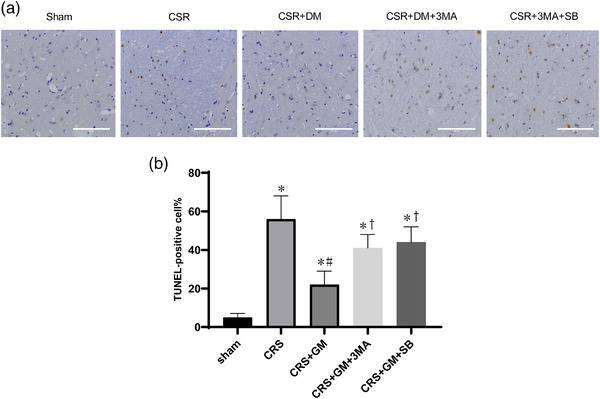 (a)
Sham CSR CSR+DM CSR+DM+3MA CSR+3MA+SB
(b)
TUNEL-positive cell%
80
60
40
20
0
*
*#
*†
*†
sham
CRS
CRS+GM
CRS+GM+3MA
CRS+GM+SB